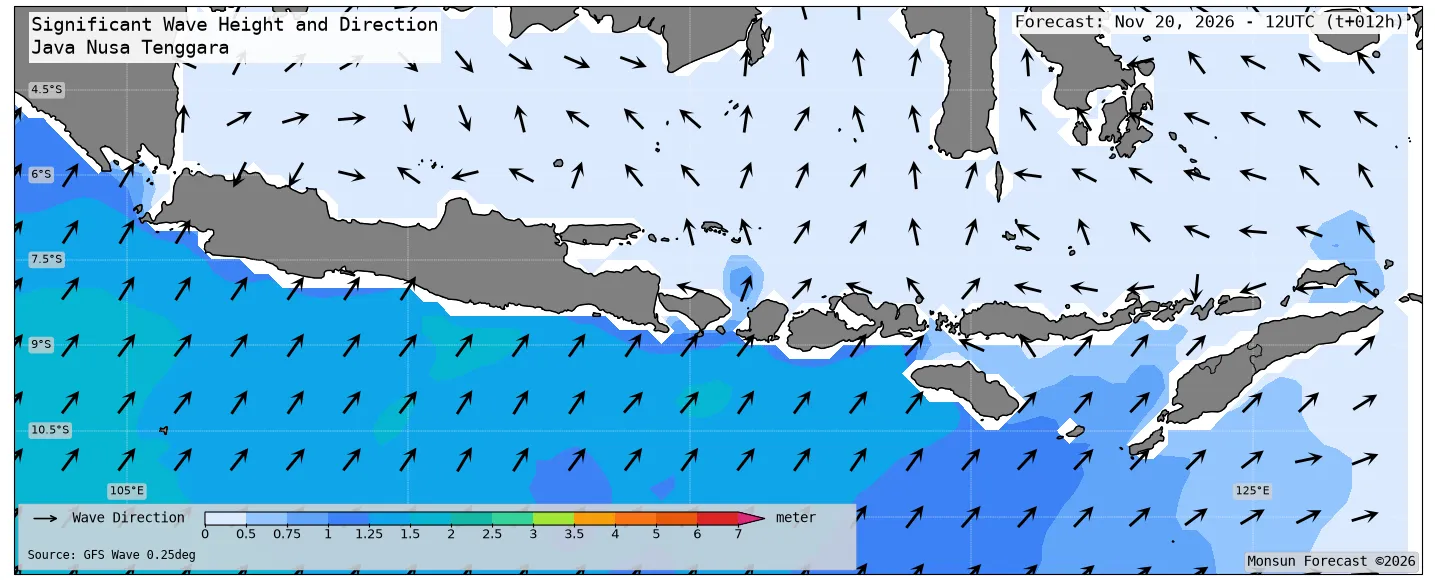 Significant Wave Height and Direction
Java Nusa Tenggara
Forecast: Nov 20, 2026 - 12UTC (t+012h)
4.5°S
6°S
7.5°S
9°S
10.5°S
105°E
125°E
Wave Direction
0 0.5 0.75 1 1.25 1.5 2 2.5 3 3.5 4 5 6 7
meter
Source: GFS Wave 0.25deg
Monsun Forecast ©2026